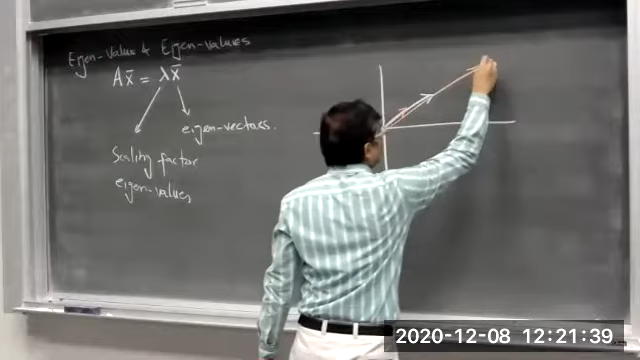 Eigen-value & Eigen-values
Ax̄ = λx̄
eigen-vectors.
Scaling factor
eigen-values
2020-12-08 12:21:39